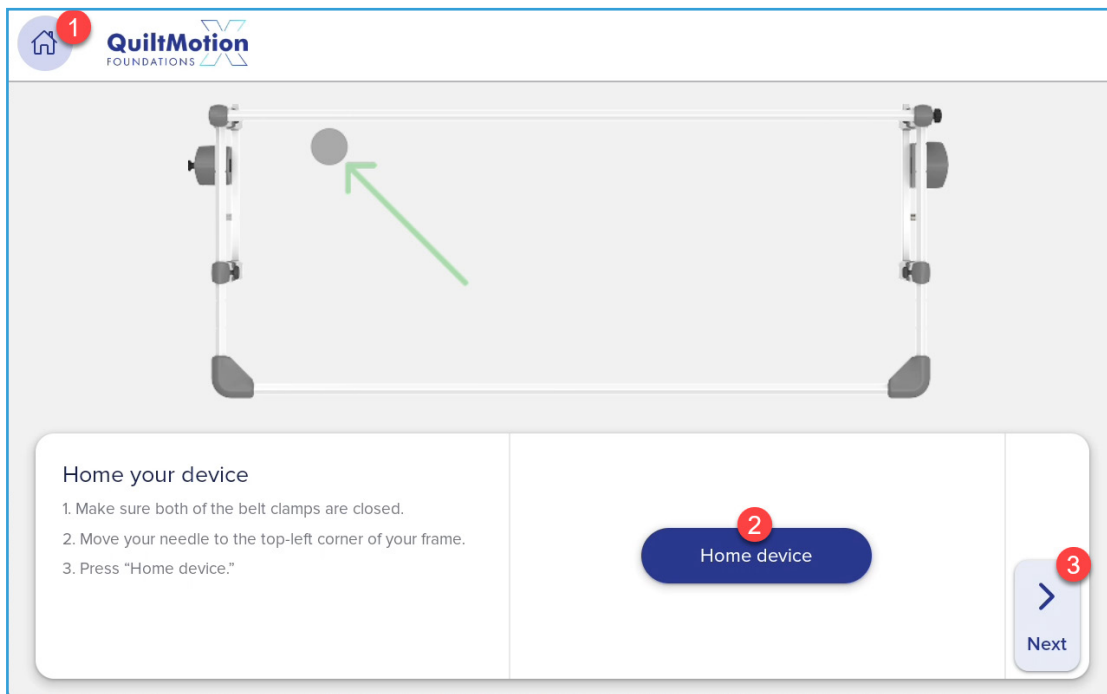 1
QuiltMotion
FOUNDATIONS
Home your device
1. Make sure both of the belt clamps are closed.
2. Move your needle to the top-left corner of your frame.
3. Press “Home device.”
2
Home device
3
Next